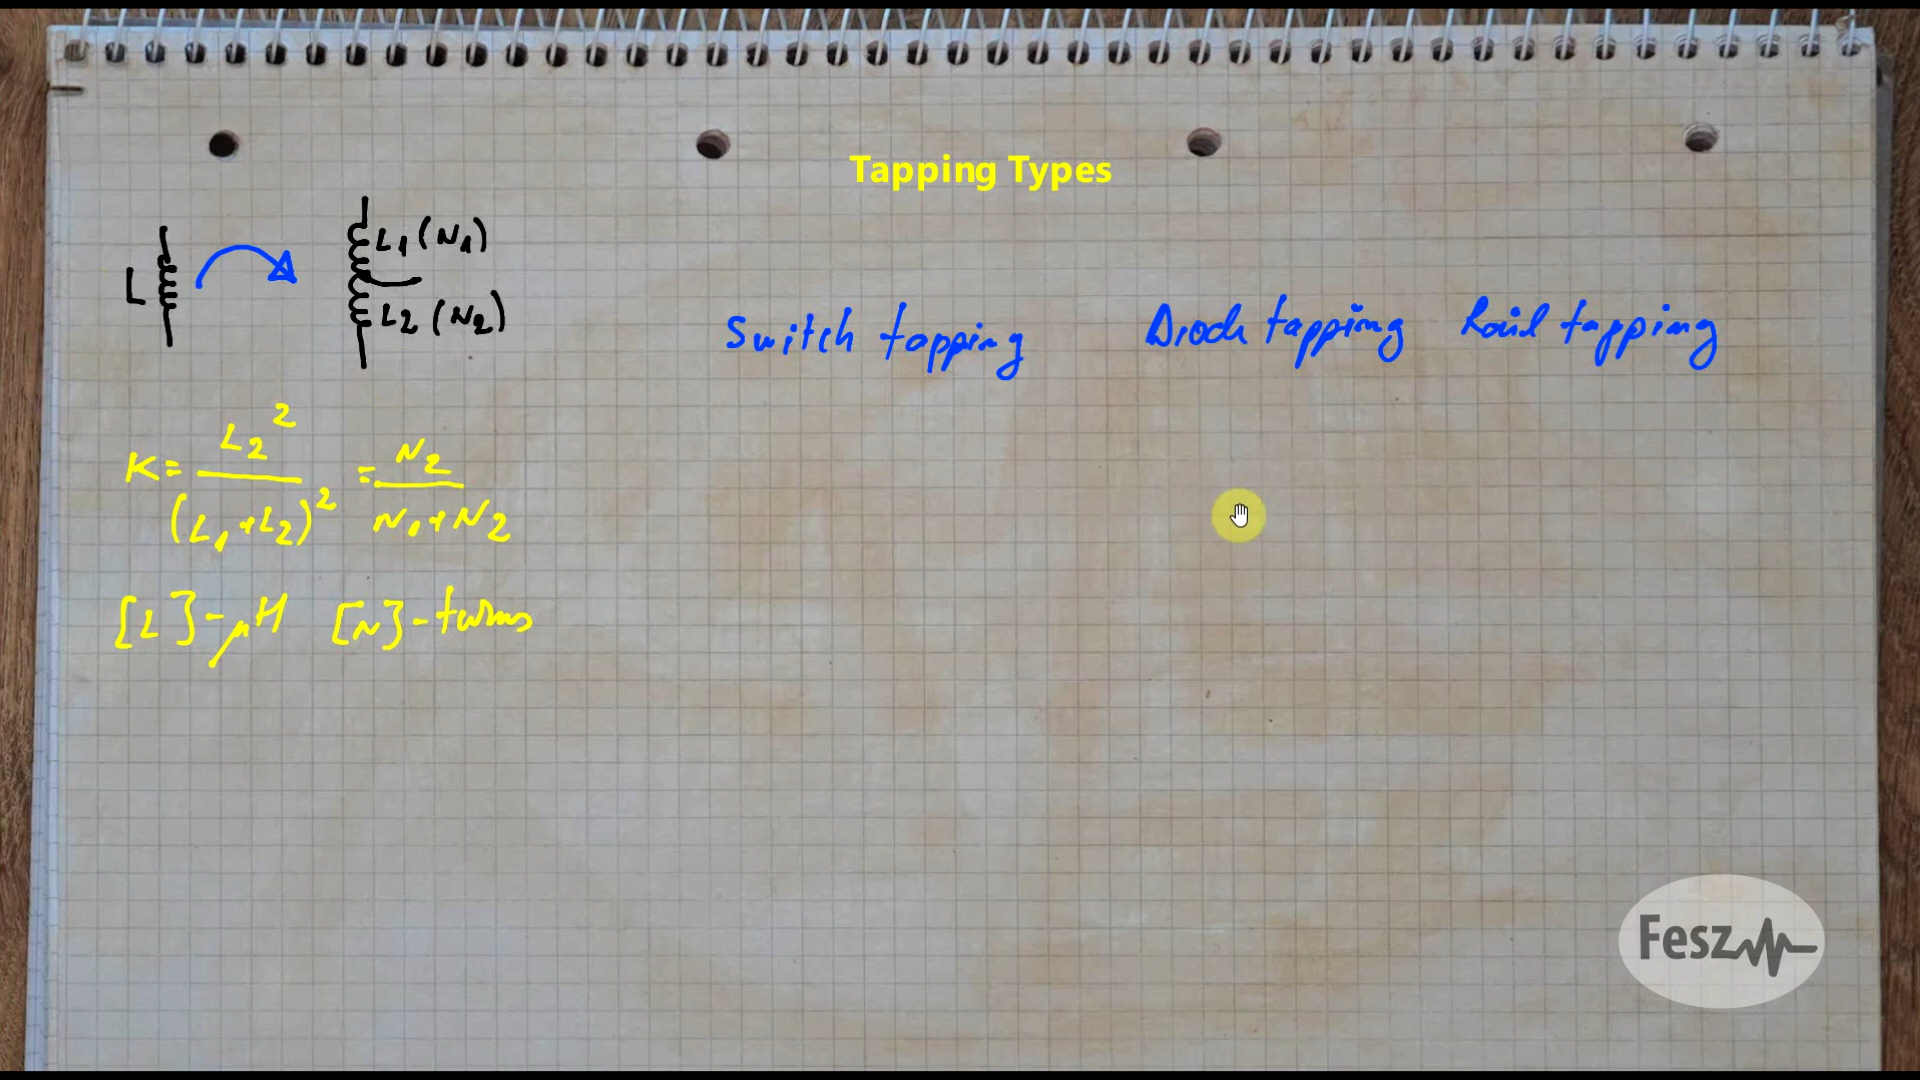 Tapping Types
L
L1 (N1)
L2 (N2)
Switch tapping
Diode tapping
Rail tapping
K = L2² / (L1+L2)² = N2 / N1+N2
[L] - μH [N] - turns
Fesz